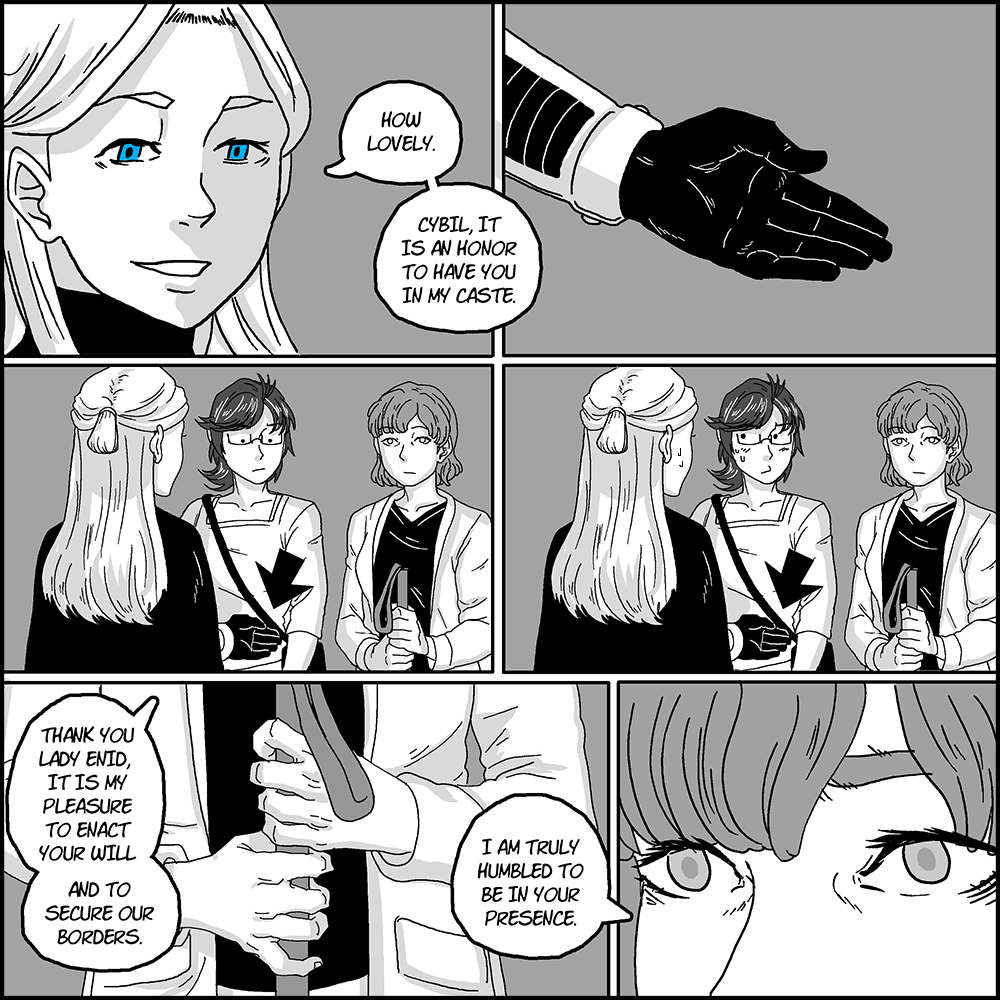 HOW
LOVELY.
CYBIL, IT
IS AN HONOR
TO HAVE YOU
IN MY CASTE.
THANK YOU
LADY ENID,
IT IS MY
PLEASURE
TO ENACT
YOUR WILL
AND TO
SECURE OUR
BORDERS.
I AM TRULY
HUMBLED TO
BE IN YOUR
PRESENCE.